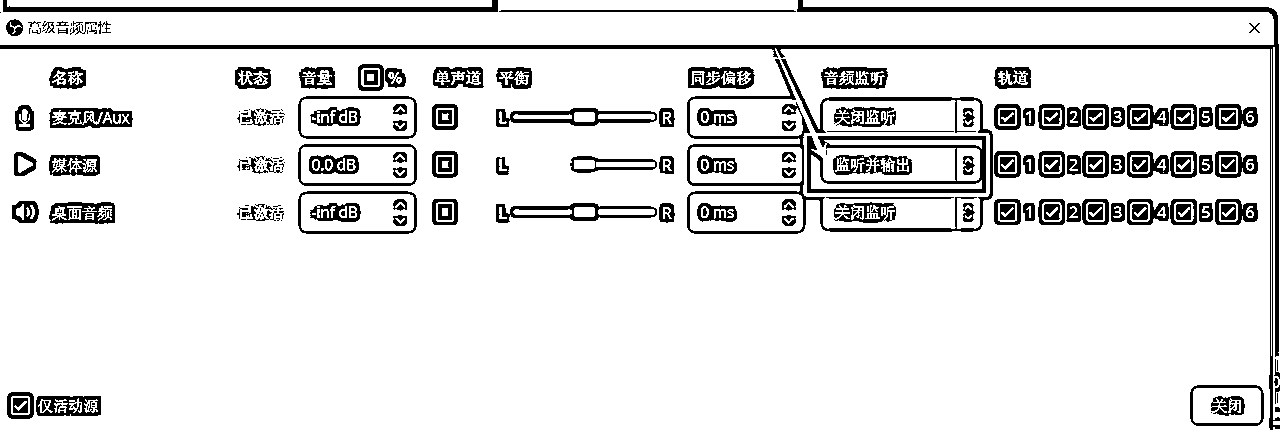 高级音频属性
名称 状态 音量 % 单声道 平衡 同步偏移 音频监听 轨道
麦克风/Aux 已激活 -inf dB L R 0 ms 关闭监听 1 2 3 4 5 6
媒体源 已激活 0.0 dB L R 0 ms 监听并输出 1 2 3 4 5 6
桌面音频 已激活 -inf dB L R 0 ms 关闭监听 1 2 3 4 5 6
仅活动源 关闭